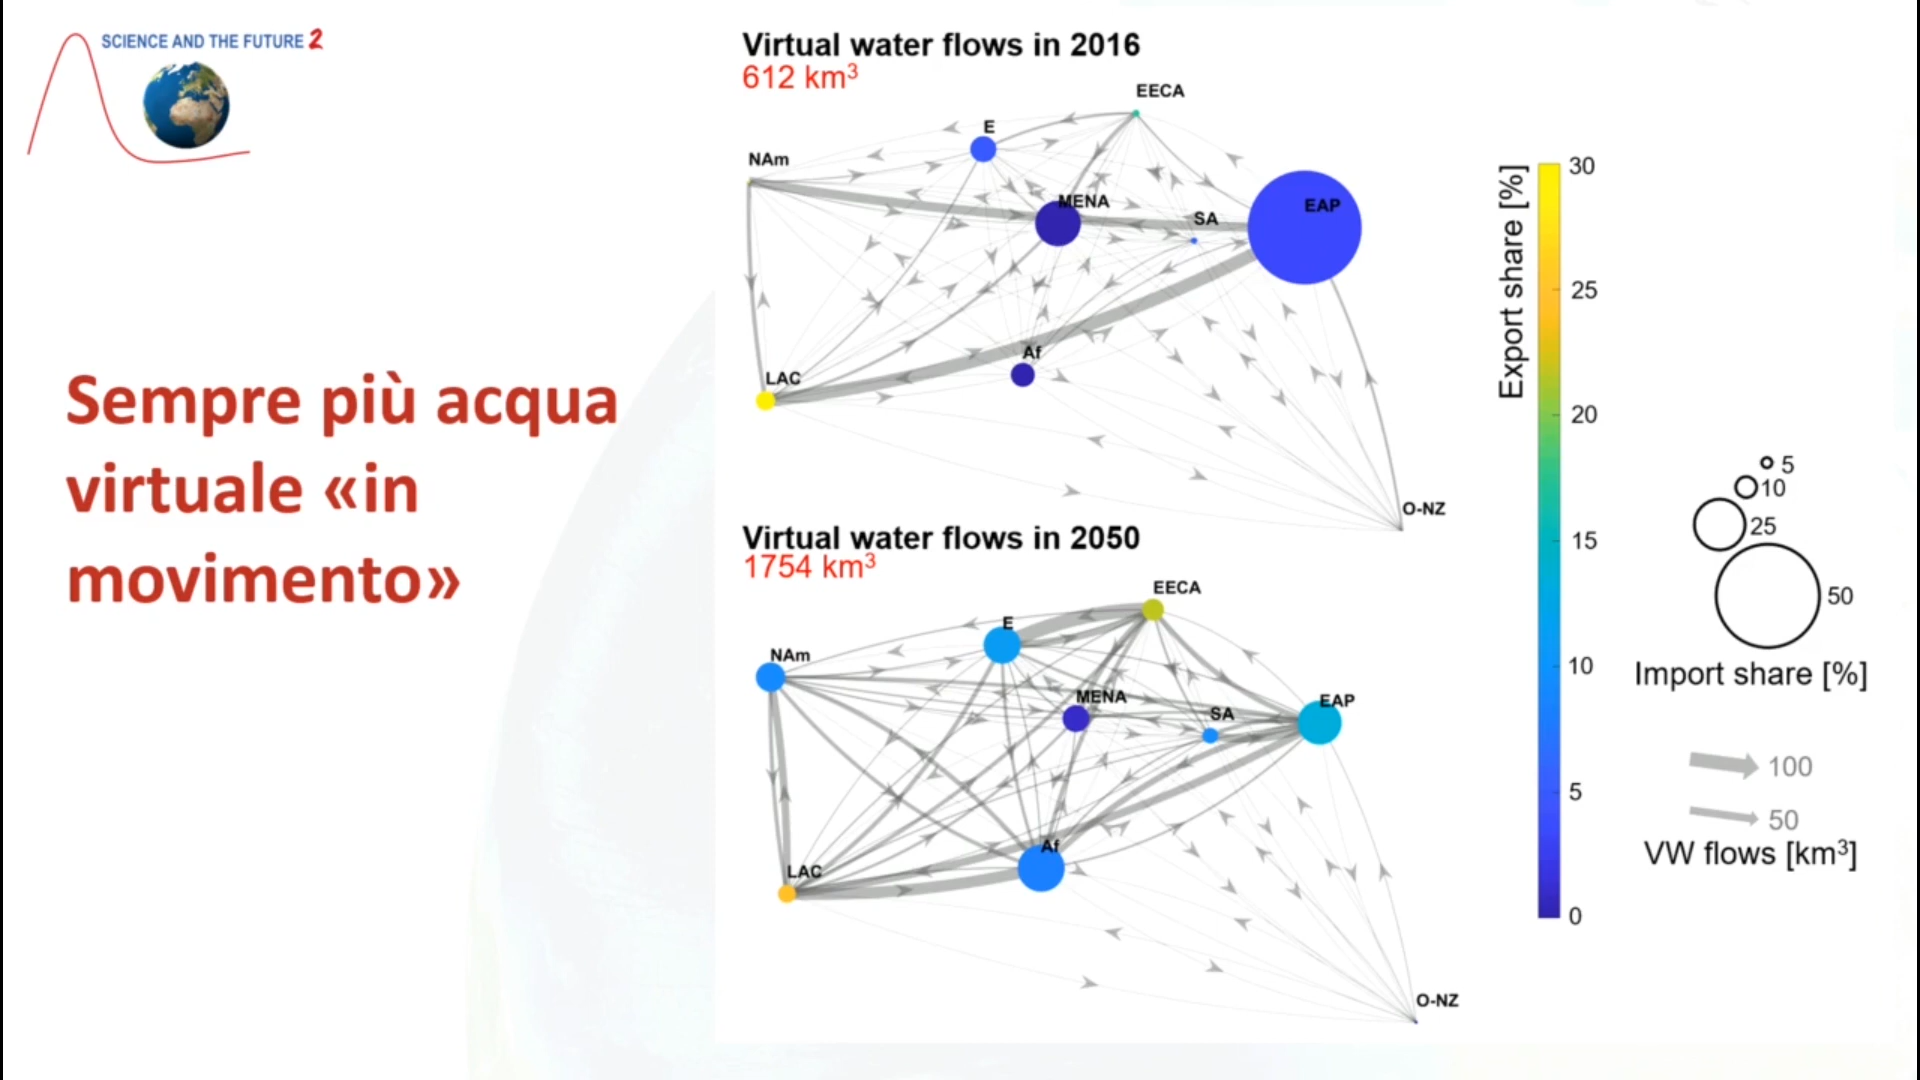 SCIENCE AND THE FUTURE 2
Sempre più acqua
virtuale «in
movimento»
Virtual water flows in 2016
612 km³
EECA
E
NAm
MENA
SA
EAP
Af
LAC
O-NZ
Virtual water flows in 2050
1754 km³
EECA
E
NAm
MENA
SA
EAP
Af
LAC
O-NZ
Export share [%]
30
25
20
15
10
5
0
5
10
25
50
Import share [%]
100
50
VW flows [km³]